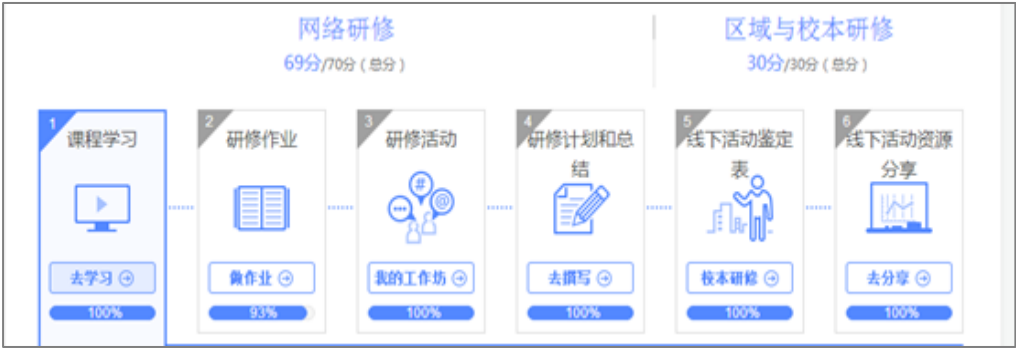 网络研修
区域与校本研修
69分/70分（总分）
30分/30分（总分）
1
课程学习
去学习
100%
2
研修作业
做作业
93%
3
研修活动
#
@
我的工作坊
100%
4
研修计划和总
结
去撰写
100%
5
线下活动鉴定
表
校本研修
100%
6
线下活动资源
分享
去分享
100%